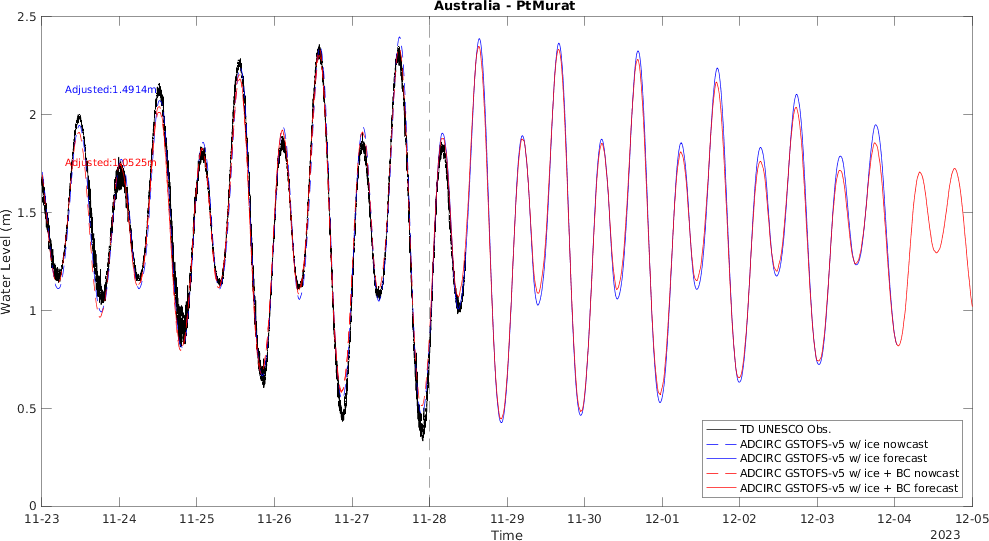 Australia - PtMurat
2.5
2
1.5
1
0.5
0
Water Level (m)
Adjusted:1.4914m
Adjusted:1.0525m
TD UNESCO Obs.
ADCIRC GSTOFS-v5 w/ ice nowcast
ADCIRC GSTOFS-v5 w/ ice forecast
ADCIRC GSTOFS-v5 w/ ice + BC nowcast
ADCIRC GSTOFS-v5 w/ ice + BC forecast
11-23 11-24 11-25 11-26 11-27 11-28 11-29 11-30 12-01 12-02 12-03 12-04 12-05
Time
2023